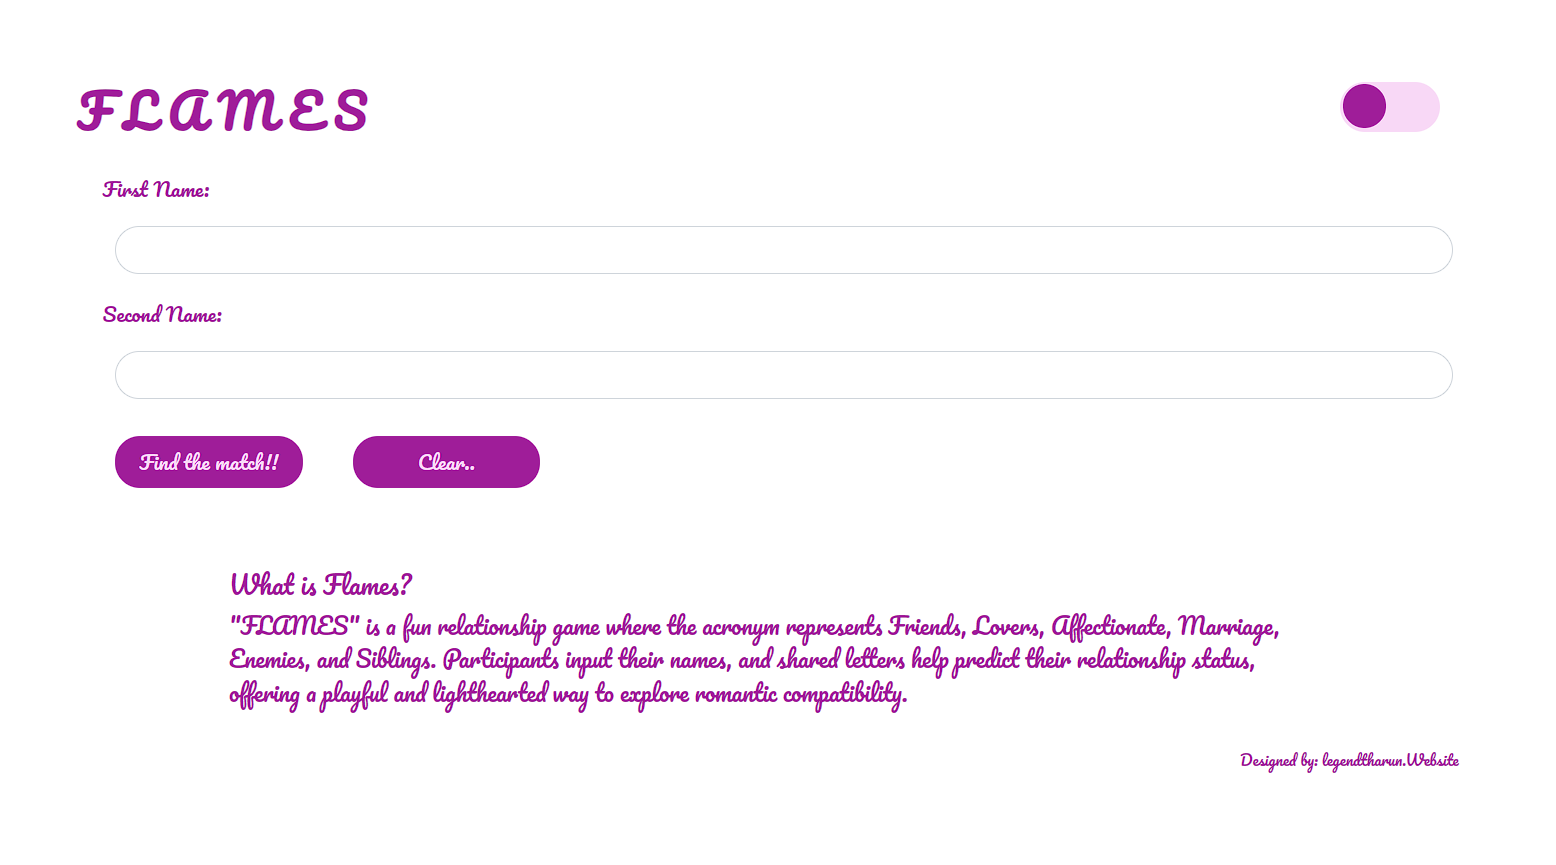 FLAMES
First Name:
Second Name:
Find the match!!
Clear..
What is Flames?
"FLAMES" is a fun relationship game where the acronym represents Friends, Lovers, Affectionate, Marriage,
Enemies, and Siblings. Participants input their names, and shared letters help predict their relationship status,
offering a playful and lighthearted way to explore romantic compatibility.
Designed by: legendtharun.Website